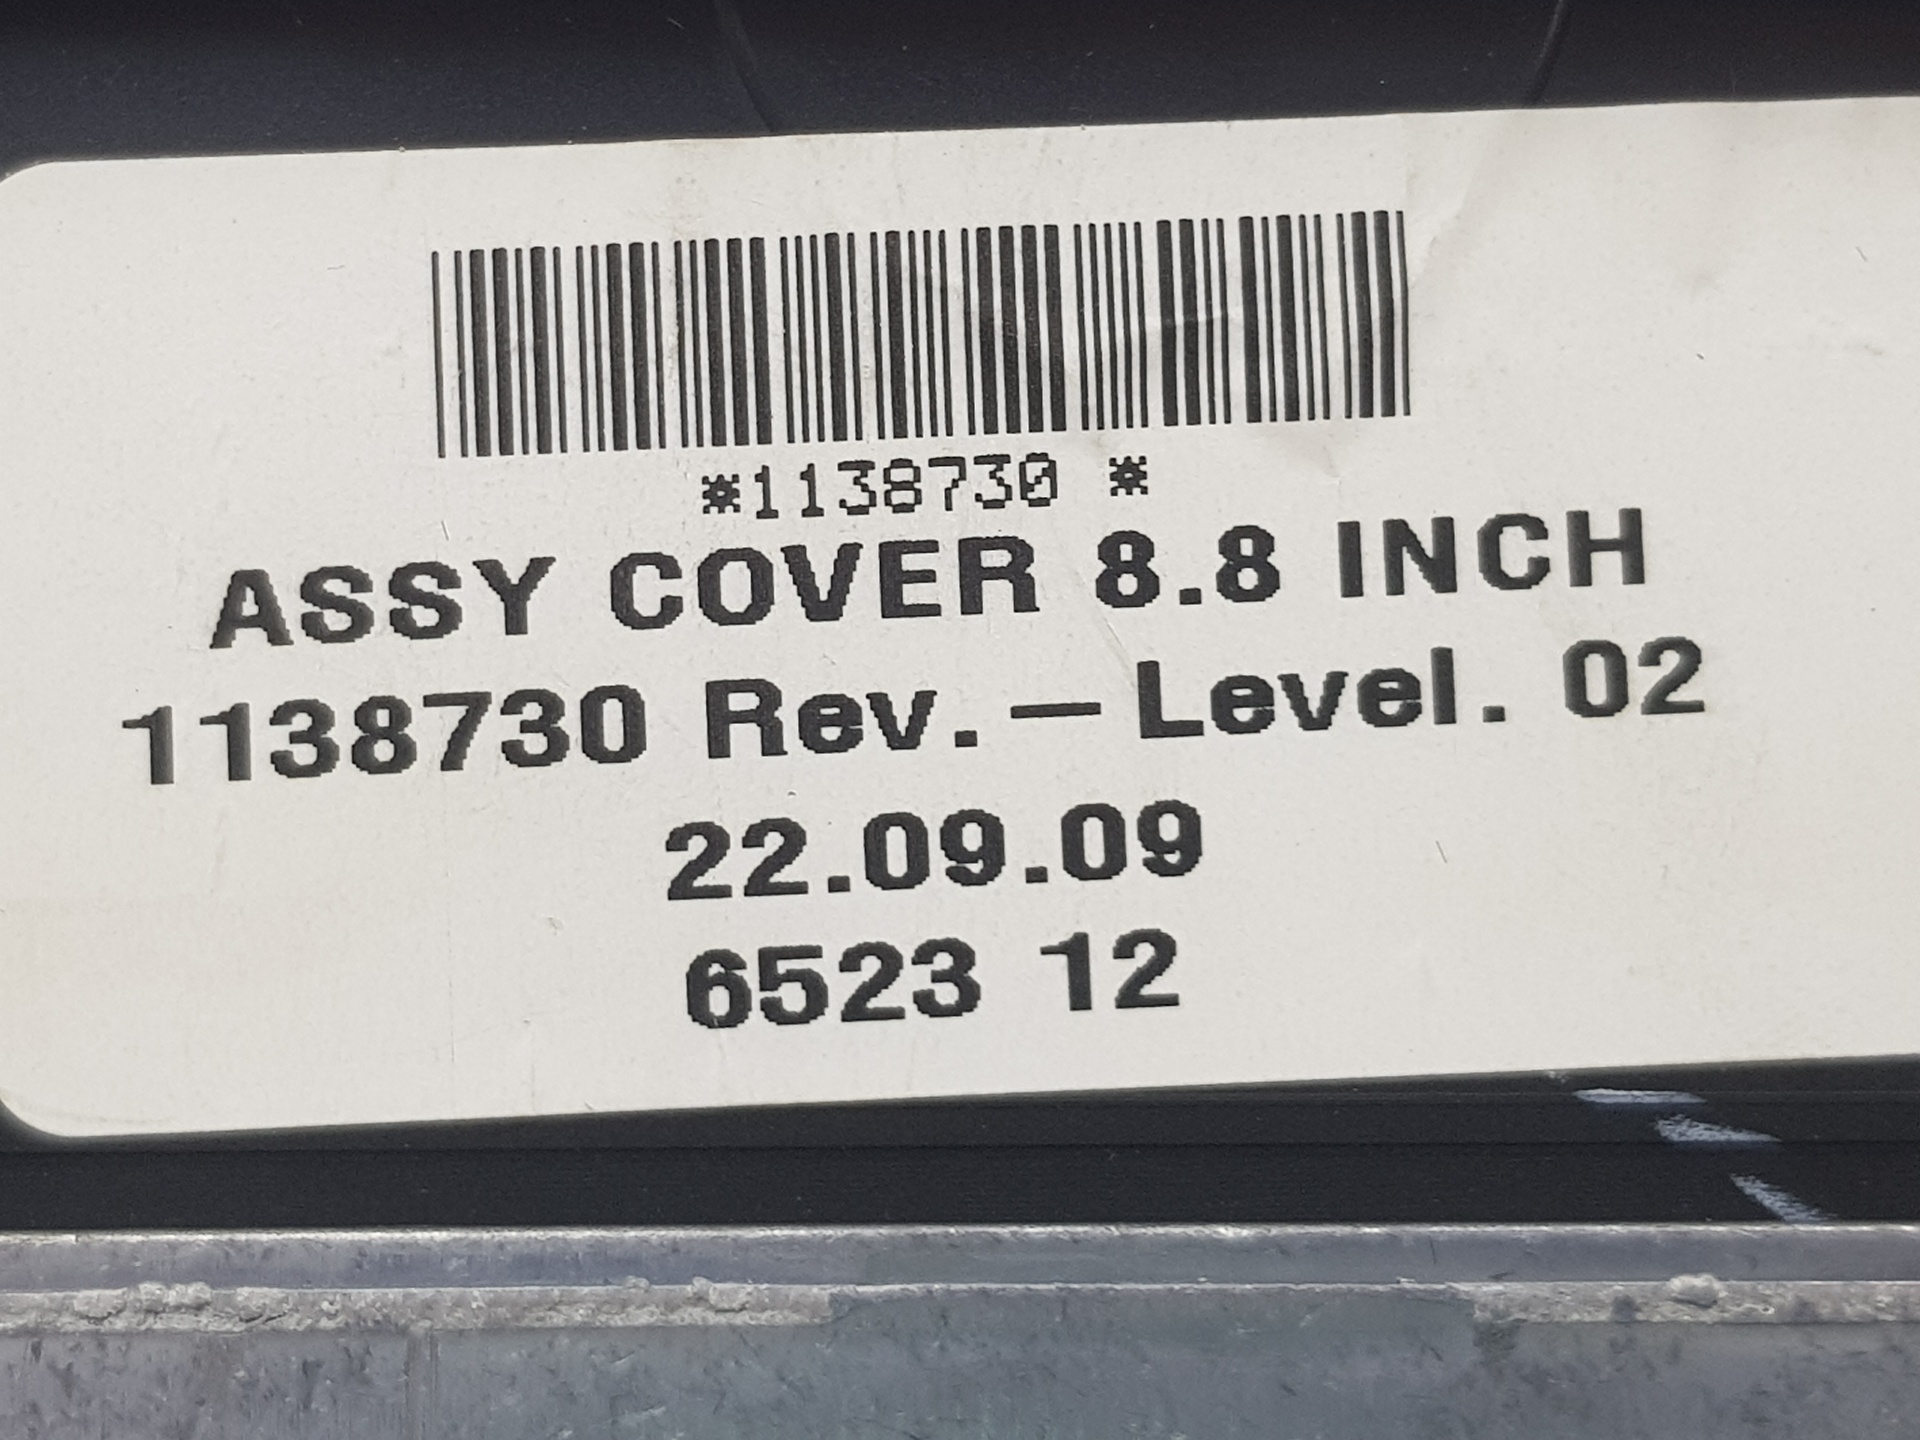 *1138730 *
ASSY COVER 8.8 INCH
1138730 Rev. — Level. 02
22.09.09
6523 12